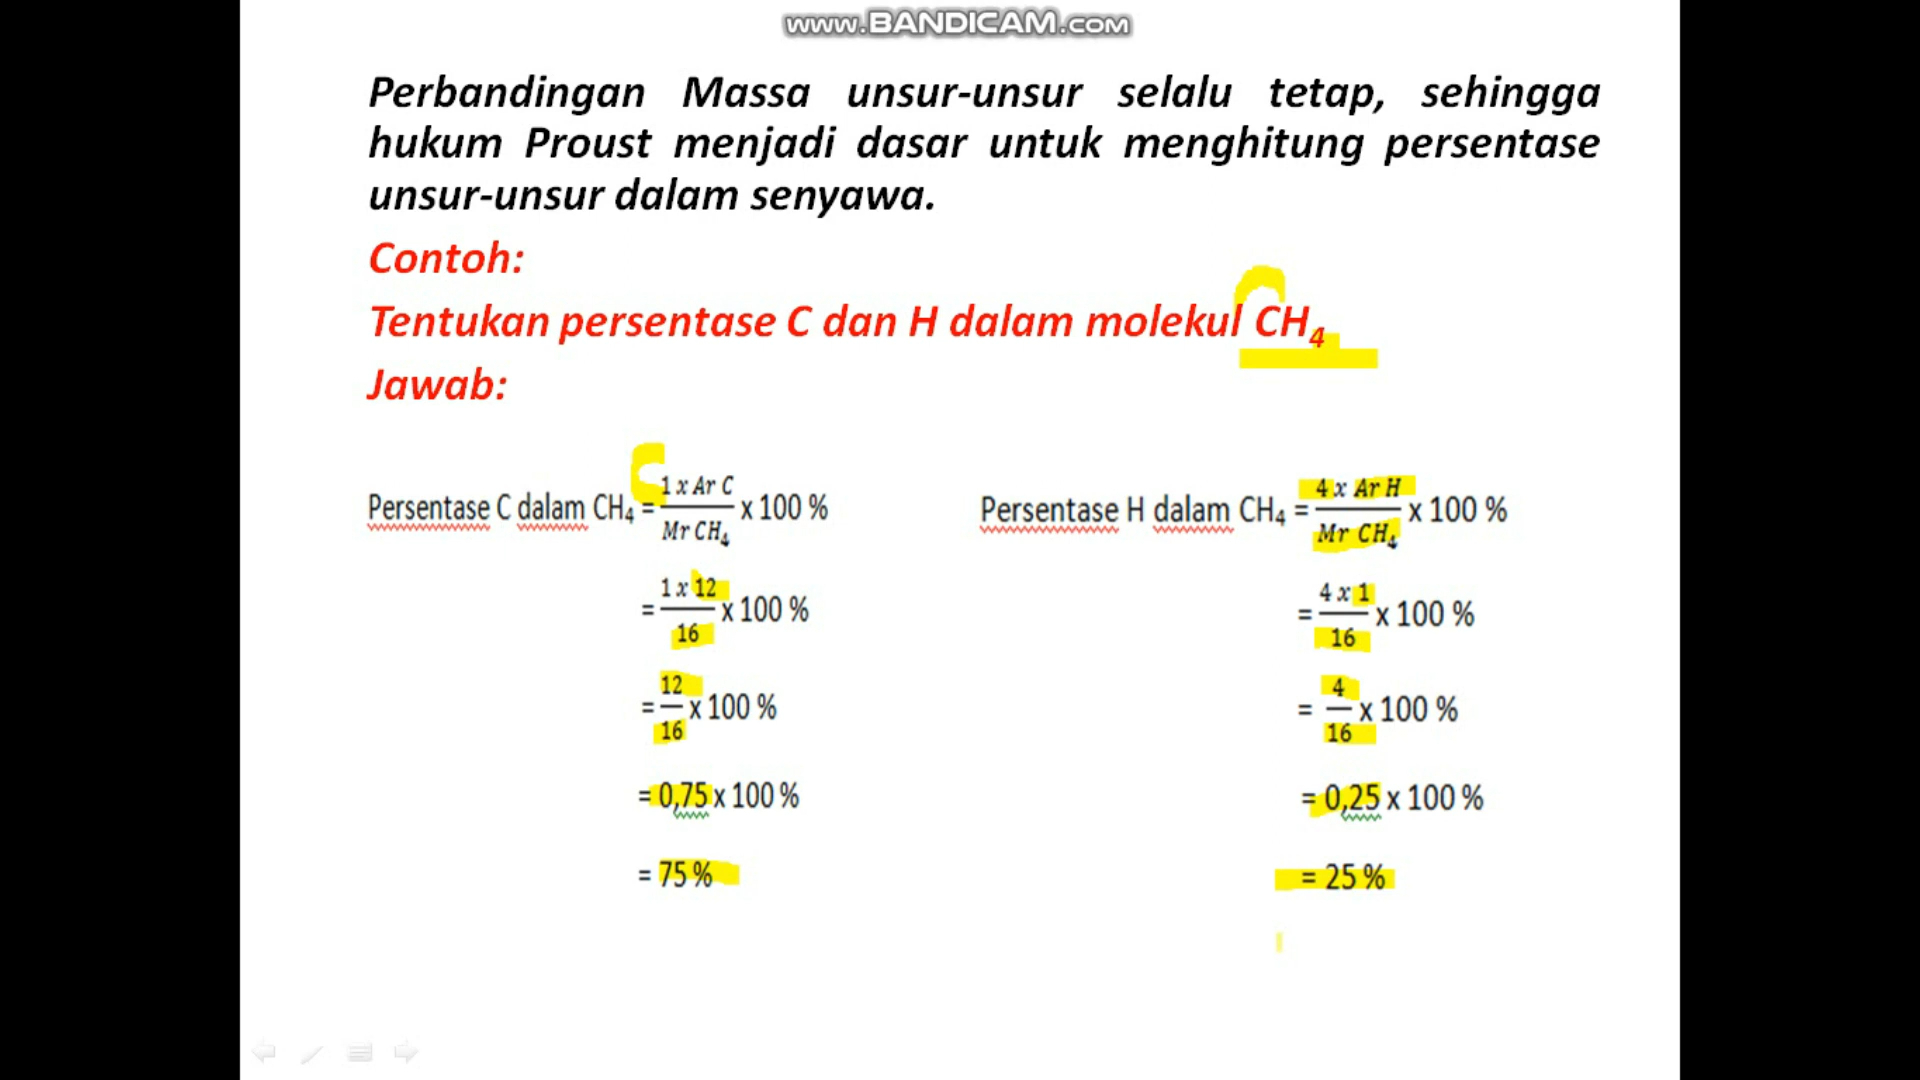 www.BANDICAM.com
Perbandingan Massa unsur-unsur selalu tetap, sehingga
hukum Proust menjadi dasar untuk menghitung persentase
unsur-unsur dalam senyawa.
Contoh:
Tentukan persentase C dan H dalam molekul CH₄
Jawab:
Persentase C dalam CH₄ = (1 x Ar C)/(Mr CH₄) x 100 %
= (1 x 12)/16 x 100 %
= 12/16 x 100 %
= 0,75 x 100 %
= 75 %
Persentase H dalam CH₄ = (4 x Ar H)/(Mr CH₄) x 100 %
= (4 x 1)/16 x 100 %
= 4/16 x 100 %
= 0,25 x 100 %
= 25 %